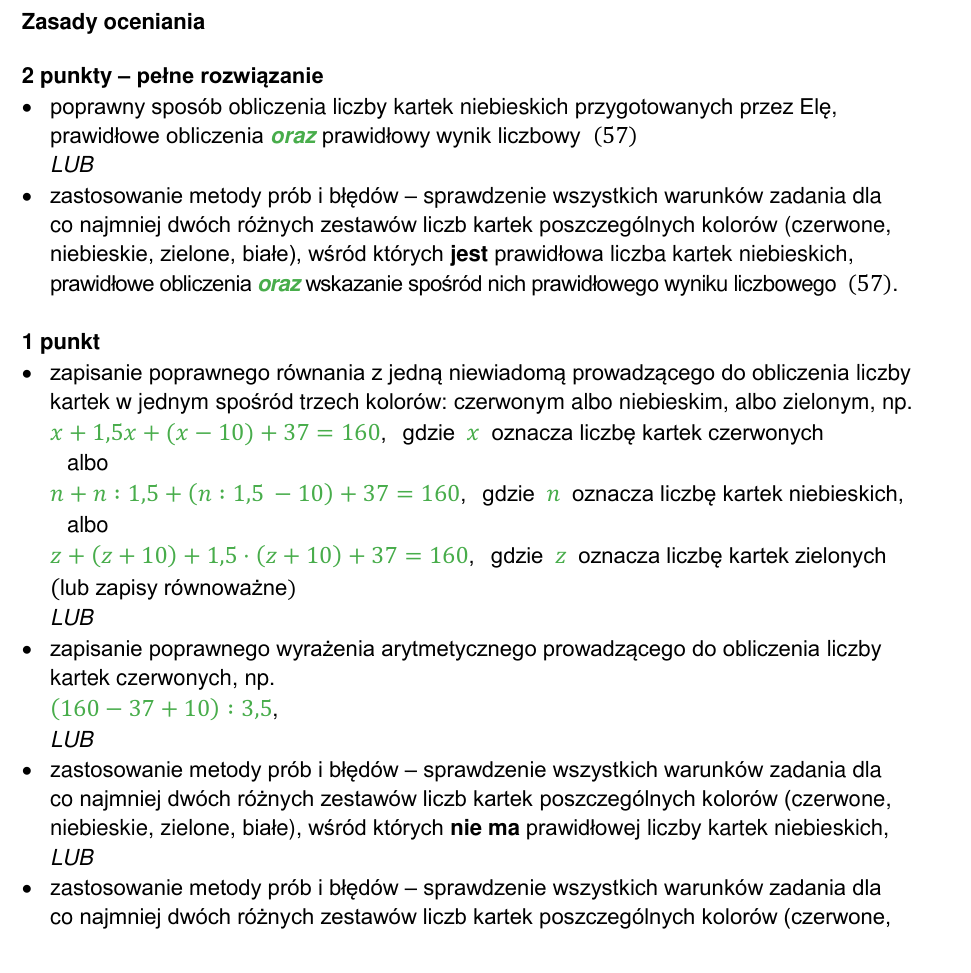 Zasady oceniania
2 punkty – pełne rozwiązanie
• poprawny sposób obliczenia liczby kartek niebieskich przygotowanych przez Elę,
prawidłowe obliczenia oraz prawidłowy wynik liczbowy (57)
LUB
• zastosowanie metody prób i błędów – sprawdzenie wszystkich warunków zadania dla
co najmniej dwóch różnych zestawów liczb kartek poszczególnych kolorów (czerwone,
niebieskie, zielone, białe), wśród których jest prawidłowa liczba kartek niebieskich,
prawidłowe obliczenia oraz wskazanie spośród nich prawidłowego wyniku liczbowego (57).
1 punkt
• zapisanie poprawnego równania z jedną niewiadomą prowadzącego do obliczenia liczby
kartek w jednym spośród trzech kolorów: czerwonym albo niebieskim, albo zielonym, np.
x + 1,5x + (x − 10) + 37 = 160, gdzie x oznacza liczbę kartek czerwonych
albo
n + n : 1,5 + (n : 1,5 − 10) + 37 = 160, gdzie n oznacza liczbę kartek niebieskich,
albo
z + (z + 10) + 1,5 · (z + 10) + 37 = 160, gdzie z oznacza liczbę kartek zielonych
(lub zapisy równoważne)
LUB
• zapisanie poprawnego wyrażenia arytmetycznego prowadzącego do obliczenia liczby
kartek czerwonych, np.
(160 − 37 + 10) : 3,5,
LUB
• zastosowanie metody prób i błędów – sprawdzenie wszystkich warunków zadania dla
co najmniej dwóch różnych zestawów liczb kartek poszczególnych kolorów (czerwone,
niebieskie, zielone, białe), wśród których nie ma prawidłowej liczby kartek niebieskich,
LUB
• zastosowanie metody prób i błędów – sprawdzenie wszystkich warunków zadania dla
co najmniej dwóch różnych zestawów liczb kartek poszczególnych kolorów (czerwone,